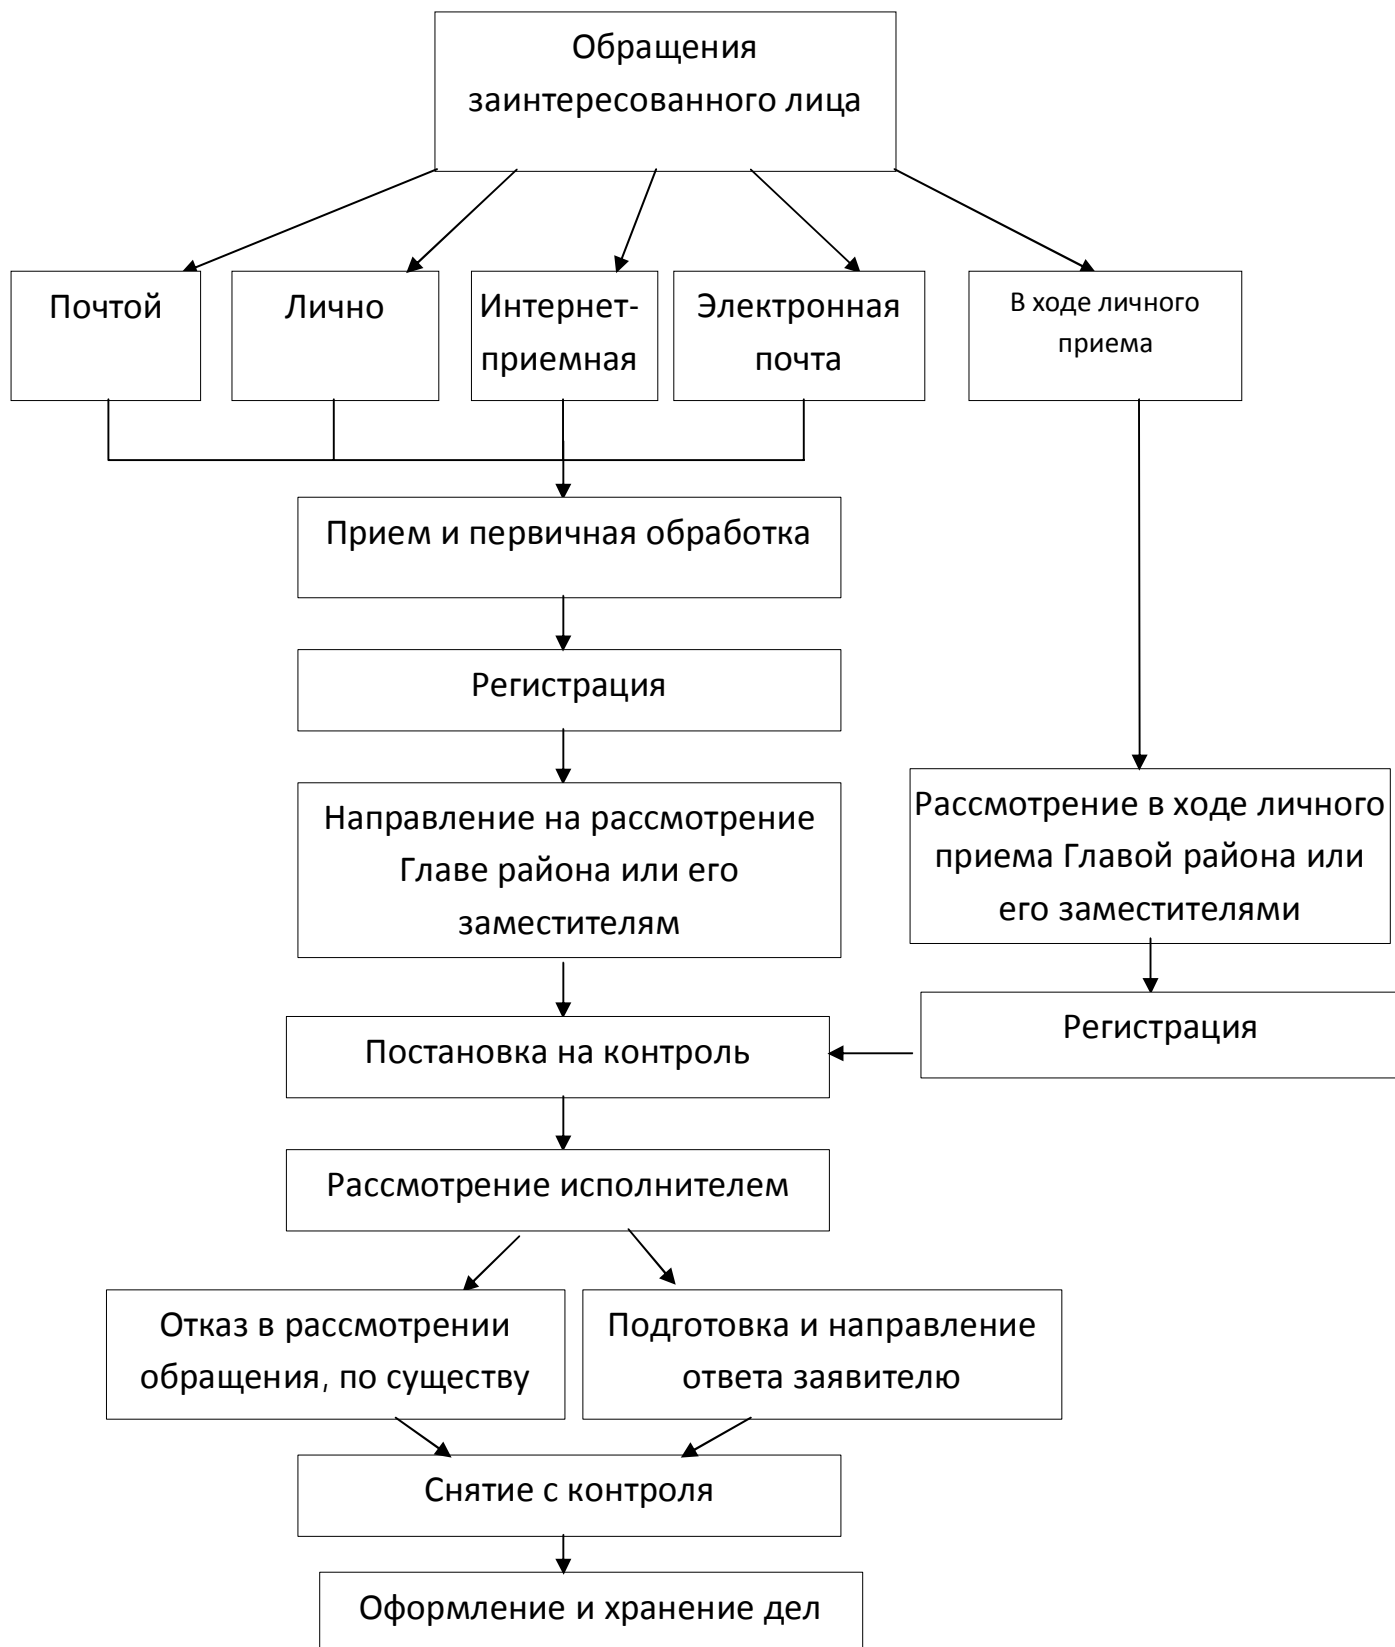 Обращения
заинтересованного лица
Почтой
Лично
Интернет-
приемная
Электронная
почта
В ходе личного
приема
Прием и первичная обработка
Регистрация
Направление на рассмотрение
Главе района или его
заместителям
Рассмотрение в ходе личного
приема Главой района или
его заместителями
Регистрация
Постановка на контроль
Рассмотрение исполнителем
Отказ в рассмотрении
обращения, по существу
Подготовка и направление
ответа заявителю
Снятие с контроля
Оформление и хранение дел